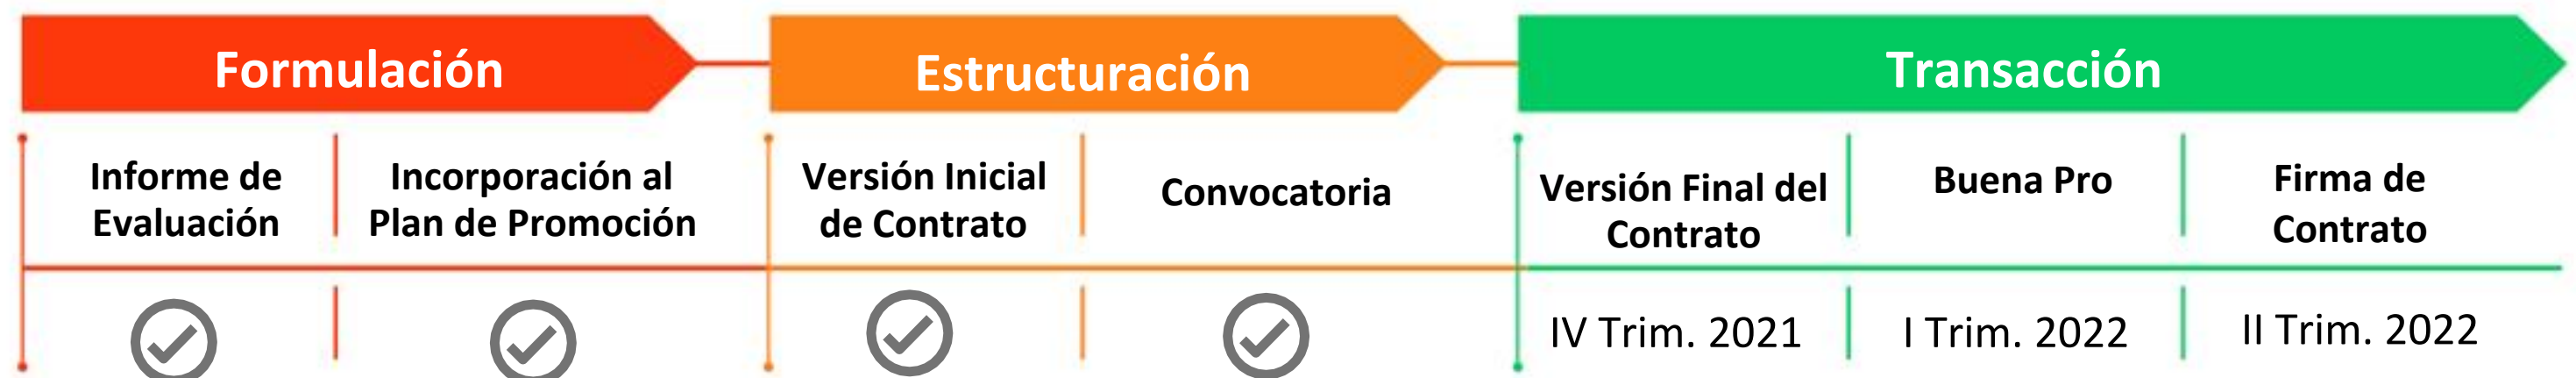 Formulación
Estructuración
Transacción
Informe de
Evaluación
Incorporación al
Plan de Promoción
Versión Inicial
de Contrato
Convocatoria
Versión Final del
Contrato
Buena Pro
Firma de
Contrato
IV Trim. 2021
I Trim. 2022
II Trim. 2022